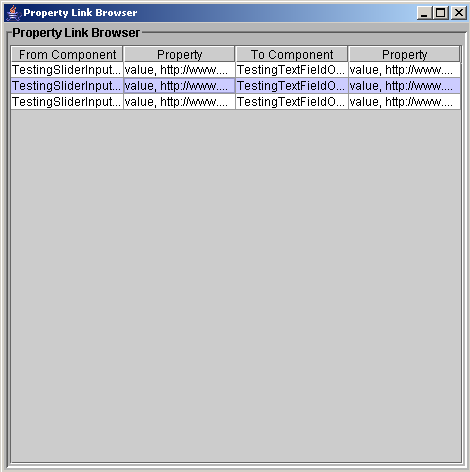 Property Link Browser
Property Link Browser
From Component Property To Component Property
TestingSliderInput... value, http://www.... TestingTextFieldO... value, http://www....
TestingSliderInput... value, http://www.... TestingTextFieldO... value, http://www....
TestingSliderInput... value, http://www.... TestingTextFieldO... value, http://www....